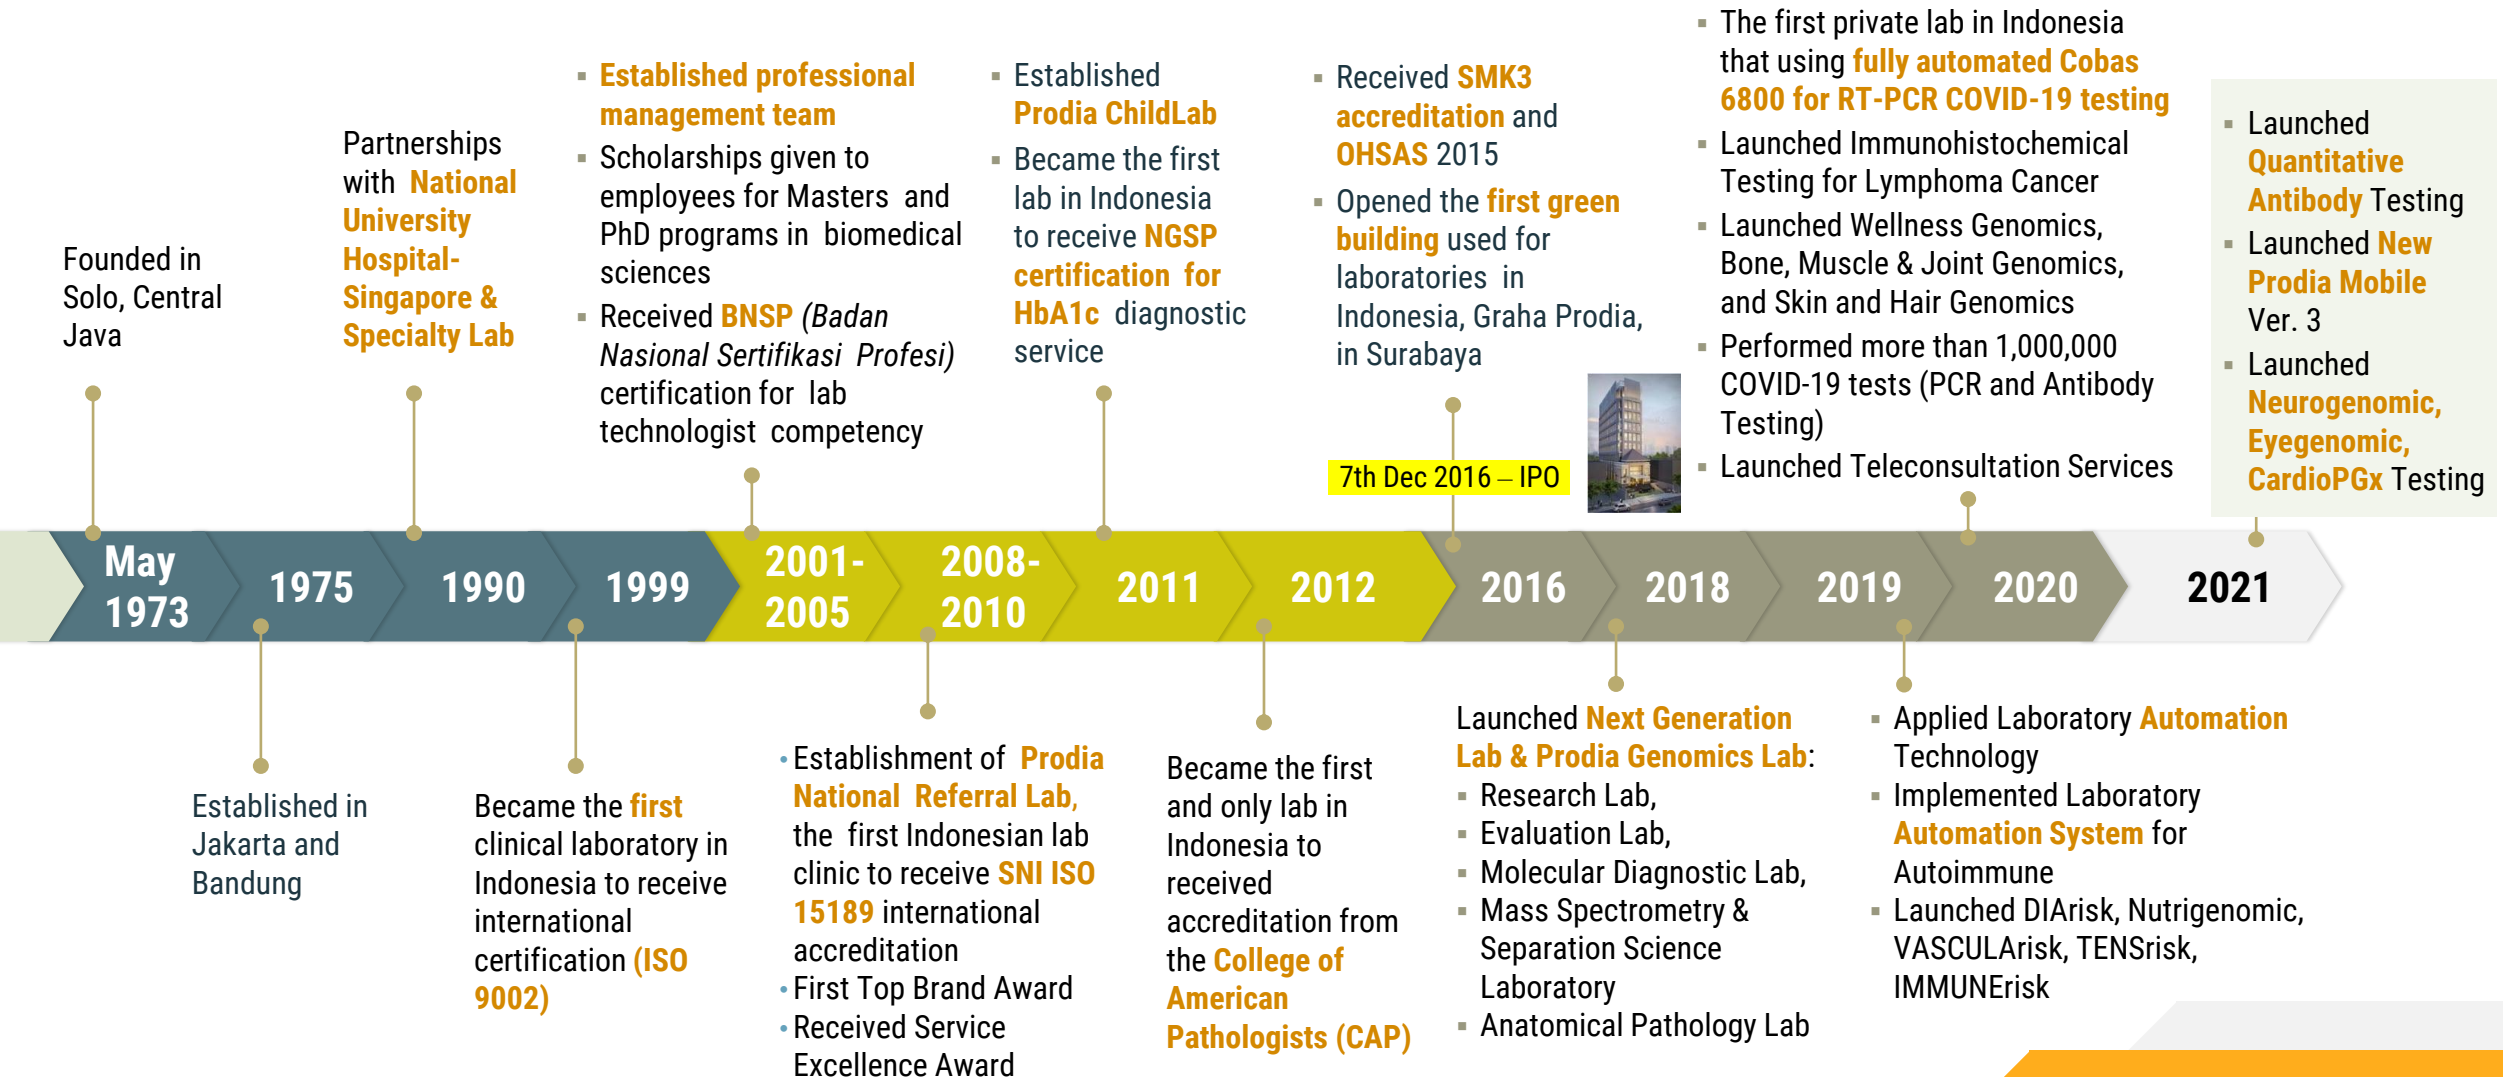 Founded in
Solo, Central
Java
Partnerships
with National
University
Hospital-
Singapore &
Specialty Lab
▪ Established professional
management team
▪ Scholarships given to
employees for Masters and
PhD programs in biomedical
sciences
▪ Received BNSP (Badan
Nasional Sertifikasi Profesi)
certification for lab
technologist competency
▪ Established
Prodia ChildLab
▪ Became the first
lab in Indonesia
to receive NGSP
certification for
HbA1c diagnostic
service
▪ Received SMK3
accreditation and
OHSAS 2015
▪ Opened the first green
building used for
laboratories in
Indonesia, Graha Prodia,
in Surabaya
7th Dec 2016 – IPO
▪ The first private lab in Indonesia
that using fully automated Cobas
6800 for RT-PCR COVID-19 testing
▪ Launched Immunohistochemical
Testing for Lymphoma Cancer
▪ Launched Wellness Genomics,
Bone, Muscle & Joint Genomics,
and Skin and Hair Genomics
▪ Performed more than 1,000,000
COVID-19 tests (PCR and Antibody
Testing)
▪ Launched Teleconsultation Services
▪ Launched
Quantitative
Antibody Testing
▪ Launched New
Prodia Mobile
Ver. 3
▪ Launched
Neurogenomic,
Eyegenomic,
CardioPGx Testing
May
1973
1975
1990
1999
2001-
2005
2008-
2010
2011
2012
2016
2018
2019
2020
2021
Established in
Jakarta and
Bandung
Became the first
clinical laboratory in
Indonesia to receive
international
certification (ISO
9002)
• Establishment of Prodia
National Referral Lab,
the first Indonesian lab
clinic to receive SNI ISO
15189 international
accreditation
• First Top Brand Award
• Received Service
Excellence Award
Became the first
and only lab in
Indonesia to
received
accreditation from
the College of
American
Pathologists (CAP)
Launched Next Generation
Lab & Prodia Genomics Lab:
▪ Research Lab,
▪ Evaluation Lab,
▪ Molecular Diagnostic Lab,
▪ Mass Spectrometry &
Separation Science
Laboratory
▪ Anatomical Pathology Lab
▪ Applied Laboratory Automation
Technology
▪ Implemented Laboratory
Automation System for
Autoimmune
▪ Launched DIArisk, Nutrigenomic,
VASCULArisk, TENSrisk,
IMMUNErisk